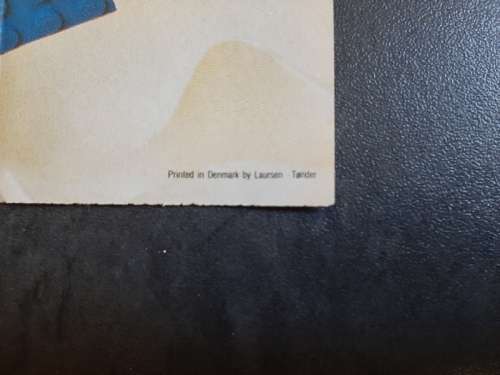 Printed in Denmark by Laursen Tønder